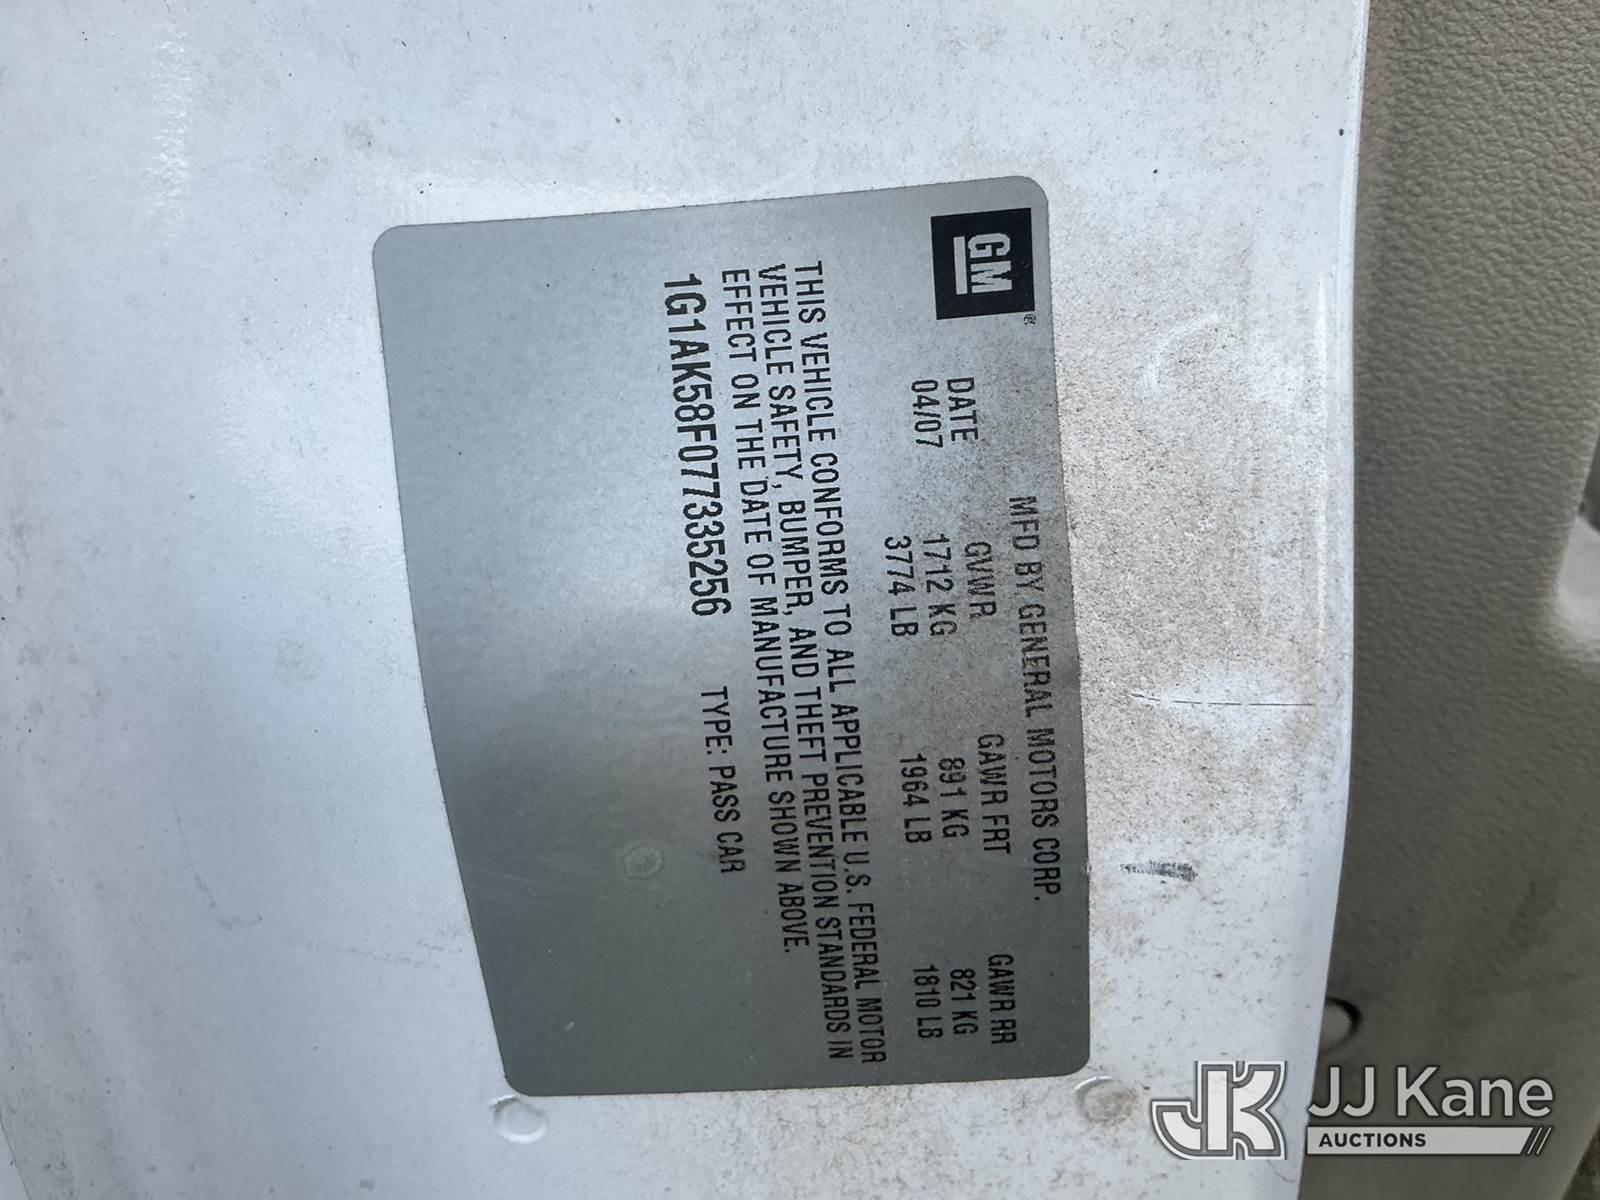 GM®
MFD BY GENERAL MOTORS CORP.
DATE GVWR GAWR FRT GAWR RR
04/07 1712 KG 891 KG 821 KG
3774 LB 1964 LB 1810 LB
THIS VEHICLE CONFORMS TO ALL APPLICABLE U.S. FEDERAL MOTOR
VEHICLE SAFETY, BUMPER, AND THEFT PREVENTION STANDARDS IN
EFFECT ON THE DATE OF MANUFACTURE SHOWN ABOVE.
1G1AK58F077335256 TYPE: PASS CAR
JK JJ Kane
AUCTIONS